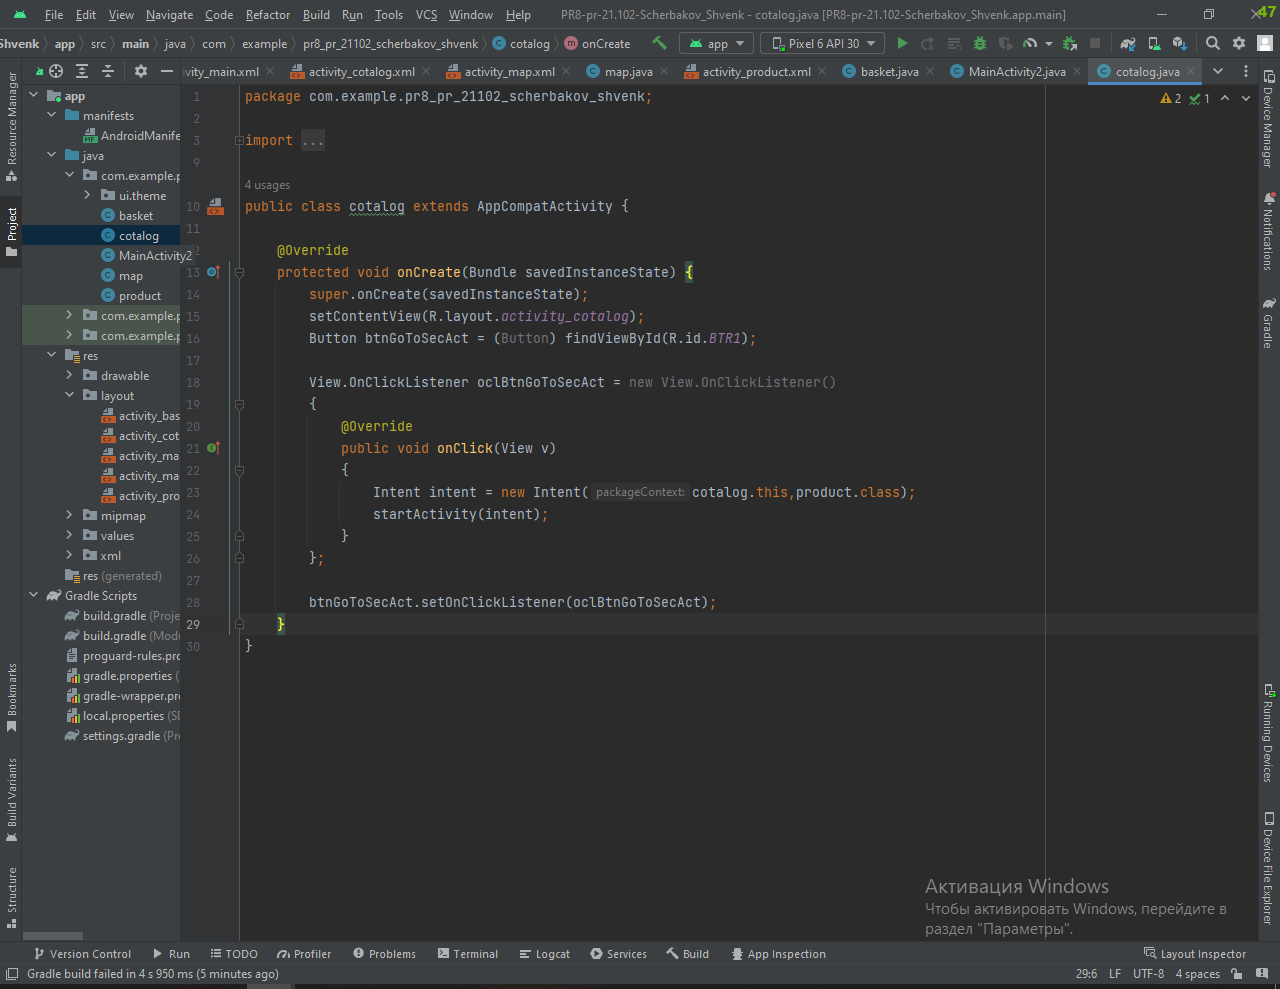 File Edit View Navigate Code Refactor Build Run Tools VCS Window Help PR8-pr-21.102-Scherbakov_Shvenk - cotalog.java [PR8-pr-21.102-Scherbakov_Shvenk.app.main] 47
Shvenk app src main java com example pr8_pr_21102_scherbakov_shvenk cotalog onCreate app Pixel 6 API 30
ivity_main.xml activity_catalog.xml activity_map.xml map.java activity_product.xml basket.java MainActivity2.java cotalog.java
Resource Manager
Project
Bookmarks
Build Variants
Structure
app
manifests
AndroidManife
java
com.example.p
ui.theme
basket
cotalog
MainActivity2
map
product
com.example.p
com.example.p
res
drawable
layout
activity_bas
activity_cot
activity_ma
activity_ma
activity_pro
mipmap
values
xml
res (generated)
Gradle Scripts
build.gradle (Proje
build.gradle (Modu
proguard-rules.pro
gradle.properties (
gradle-wrapper.pr
local.properties (SD
settings.gradle (Pro
1 package com.example.pr8_pr_21102_scherbakov_shvenk; 2 1
2
3 import ...
9
4 usages
10 public class cotalog extends AppCompatActivity {
11
12 @Override
13 protected void onCreate(Bundle savedInstanceState) {
14 super.onCreate(savedInstanceState);
15 setContentView(R.layout.activity_cotalog);
16 Button btnGoToSecAct = (Button) findViewById(R.id.BTR1);
17
18 View.OnClickListener oclBtnGoToSecAct = new View.OnClickListener()
19 {
20 @Override
21 public void onClick(View v)
22 {
23 Intent intent = new Intent( packageContext: cotalog.this,product.class);
24 startActivity(intent);
25 }
26 };
27
28 btnGoToSecAct.setOnClickListener(oclBtnGoToSecAct);
29 }
30 }
Device Manager
Notifications
Gradle
Running Devices
Device File Explorer
Активация Windows
Чтобы активировать Windows, перейдите в
раздел "Параметры".
Version Control Run TODO Profiler Problems Terminal Logcat Services Build App Inspection Layout Inspector
Gradle build failed in 4 s 950 ms (5 minutes ago) 29:6 LF UTF-8 4 spaces